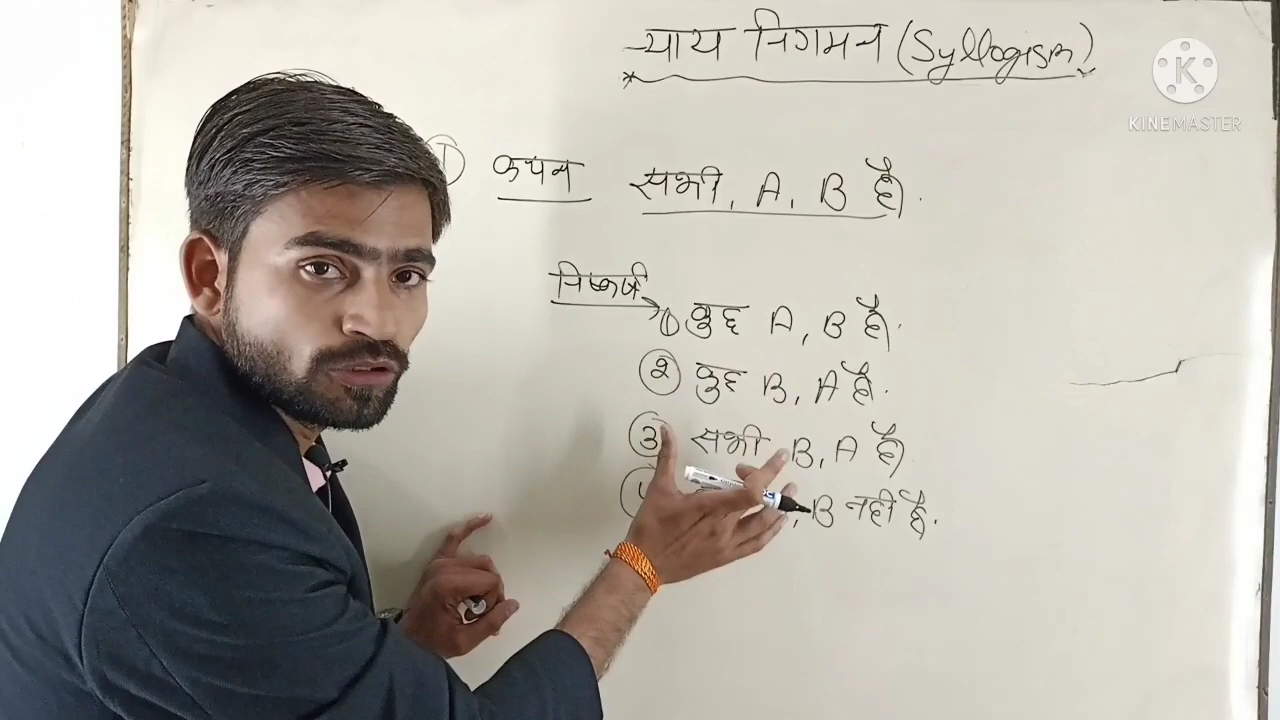 न्याय निगमन (Syllogism)
KINEMASTER
① कथन सभी, A, B है।
निष्कर्ष → ① कुछ A, B है।
② कुछ B, A है।
③ सभी B, A है।
, B नहीं है.